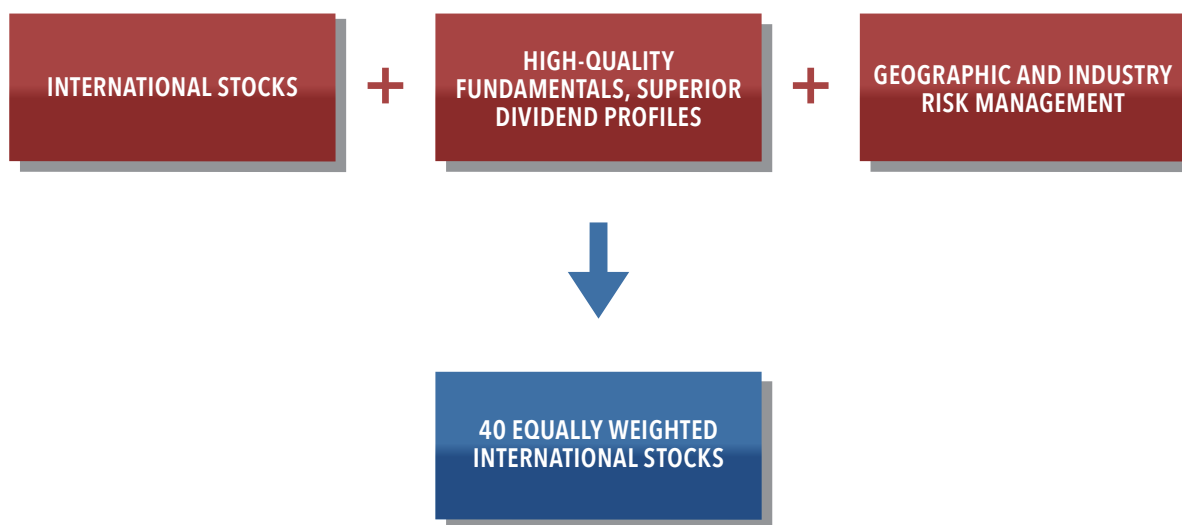 INTERNATIONAL STOCKS
+
HIGH-QUALITY
FUNDAMENTALS, SUPERIOR
DIVIDEND PROFILES
+
GEOGRAPHIC AND INDUSTRY
RISK MANAGEMENT
40 EQUALLY WEIGHTED
INTERNATIONAL STOCKS